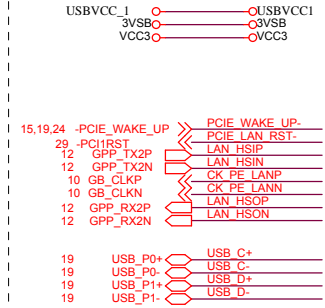 USBVCC_1 USBVCC1
3VSB 3VSB
VCC3 VCC3
15,19,24 -PCIE_WAKE_UP PCIE_WAKE_UP-
29 -PCI1RST PCIE_LAN_RST-
12 GPP_TX2P LAN_HSIP
12 GPP_TX2N LAN_HSIN
10 GB_CLKP CK_PE_LANP
10 GB_CLKN CK_PE_LANN
12 GPP_RX2P LAN_HSOP
12 GPP_RX2N LAN_HSON
19 USB_P0+ USB_C+
19 USB_P0- USB_C-
19 USB_P1+ USB_D+
19 USB_P1- USB_D-